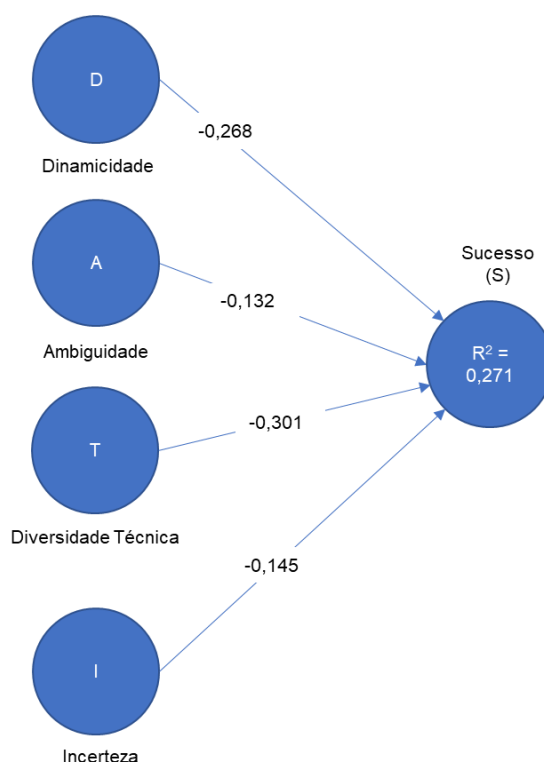 D
-0,268
Dinamicidade
A
-0,132
Ambiguidade
Sucesso
(S)
R² =
0,271
T
-0,301
Diversidade Técnica
-0,145
I
Incerteza